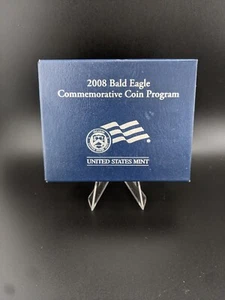 2008 Bald Eagle
Commemorative Coin Program
UNITED STATES MINT